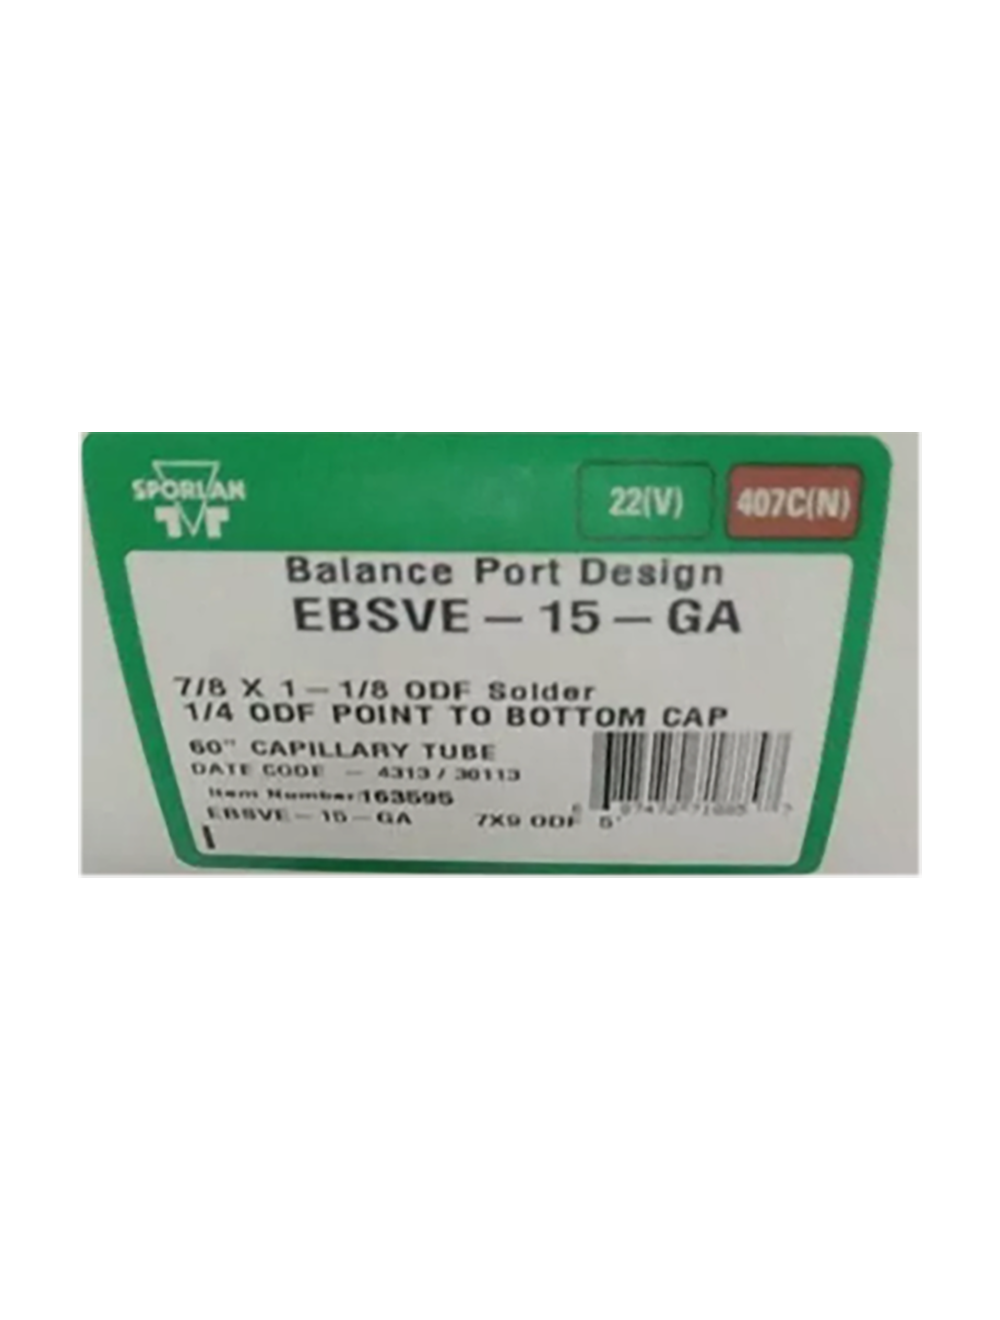 SPORLAN
22(V)
407C(N)
Balance Port Design
EBSVE - 15 - GA
7/8 X 1 - 1/8 ODF Solder
1/4 ODF POINT TO BOTTOM CAP
60" CAPILLARY TUBE
DATE CODE - 4313 / 30113
Item Number:163595
EBSVE - 15 - GA 7X9 ODF 5'